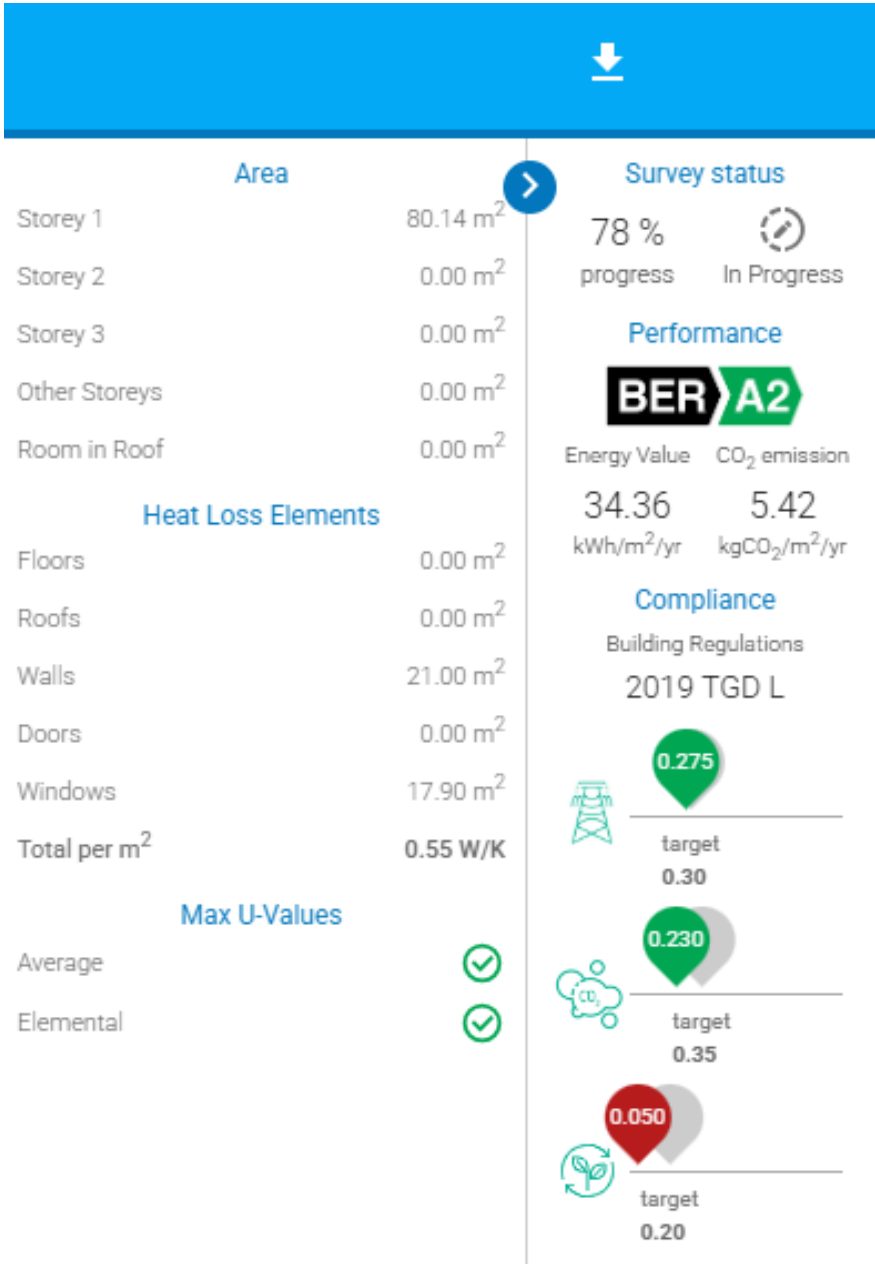 Area
Storey 1 80.14 m²
Storey 2 0.00 m²
Storey 3 0.00 m²
Other Storeys 0.00 m²
Room in Roof 0.00 m²
Heat Loss Elements
Floors 0.00 m²
Roofs 0.00 m²
Walls 21.00 m²
Doors 0.00 m²
Windows 17.90 m²
Total per m² 0.55 W/K
Max U-Values
Average
Elemental
Survey status
78 %
progress In Progress
Performance
BER A2
Energy Value CO₂ emission
34.36 5.42
kWh/m²/yr kgCO₂/m²/yr
Compliance
Building Regulations
2019 TGD L
0.275
target
0.30
0.230
CO₂
target
0.35
0.050
target
0.20